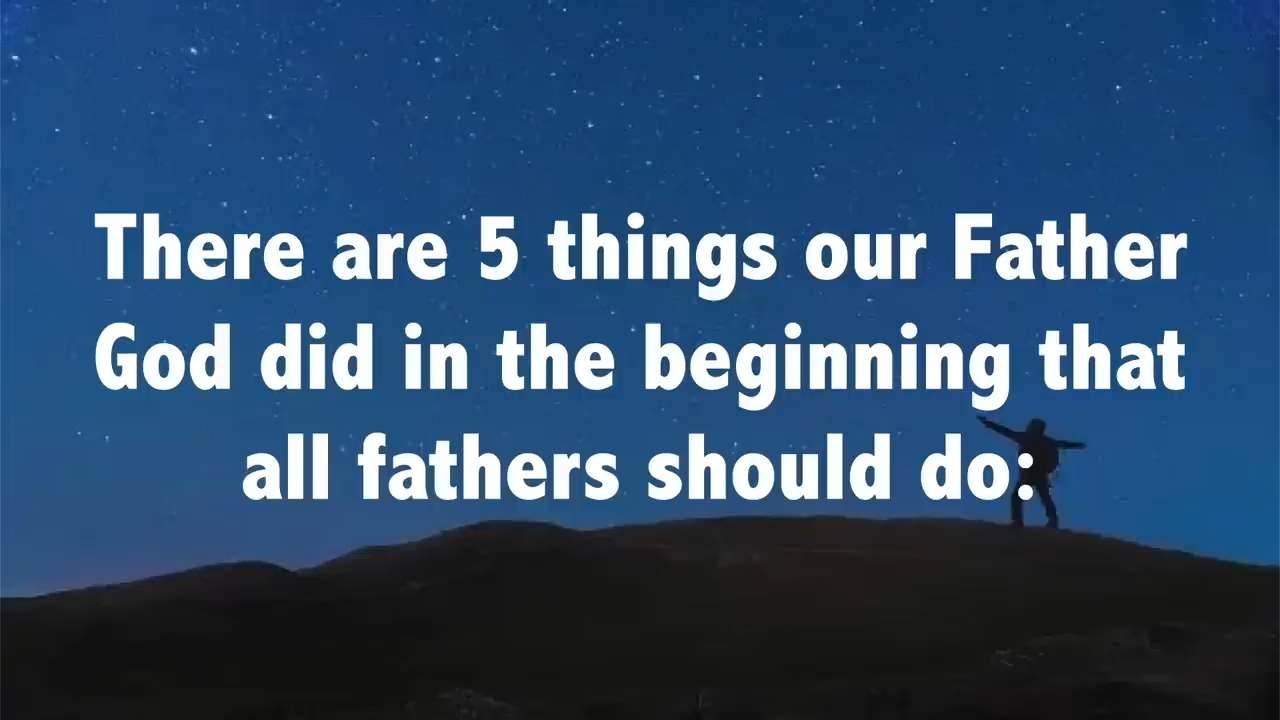 There are 5 things our Father
God did in the beginning that
all fathers should do: